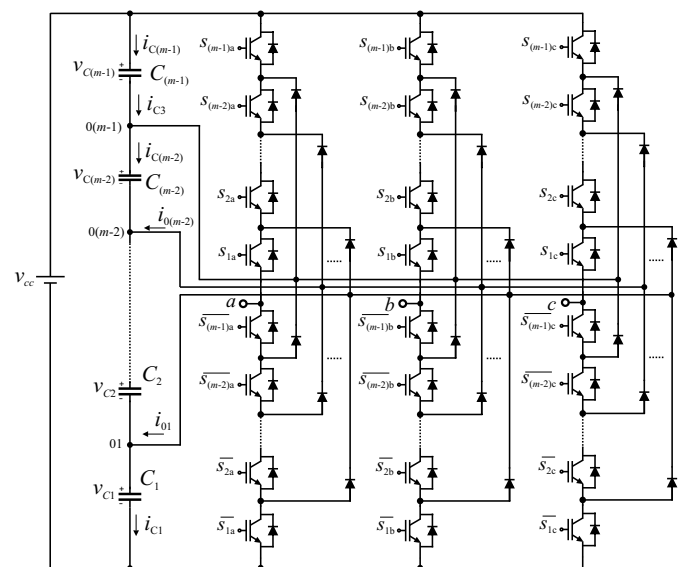 i_C(m-1) s_(m-1)a s_(m-1)b s_(m-1)c
v_C(m-1) + - C_(m-1)
i_C3 s_(m-2)a s_(m-2)b s_(m-2)c
0(m-1)
i_C(m-2)
v_C(m-2) + - C_(m-2) s_2a s_2b s_2c
i_0(m-2)
0(m-2) s_1a s_1b s_1c
..... ..... .....
v_cc
a b c
s̅_(m-1)a s̅_(m-1)b s̅_(m-1)c
..... ..... .....
C_2 s̅_(m-2)a s̅_(m-2)b s̅_(m-2)c
v_C2 + -
i_01
01
s̅_2a s̅_2b s̅_2c
C_1
v_C1 + -
i_C1 s̅_1a s̅_1b s̅_1c